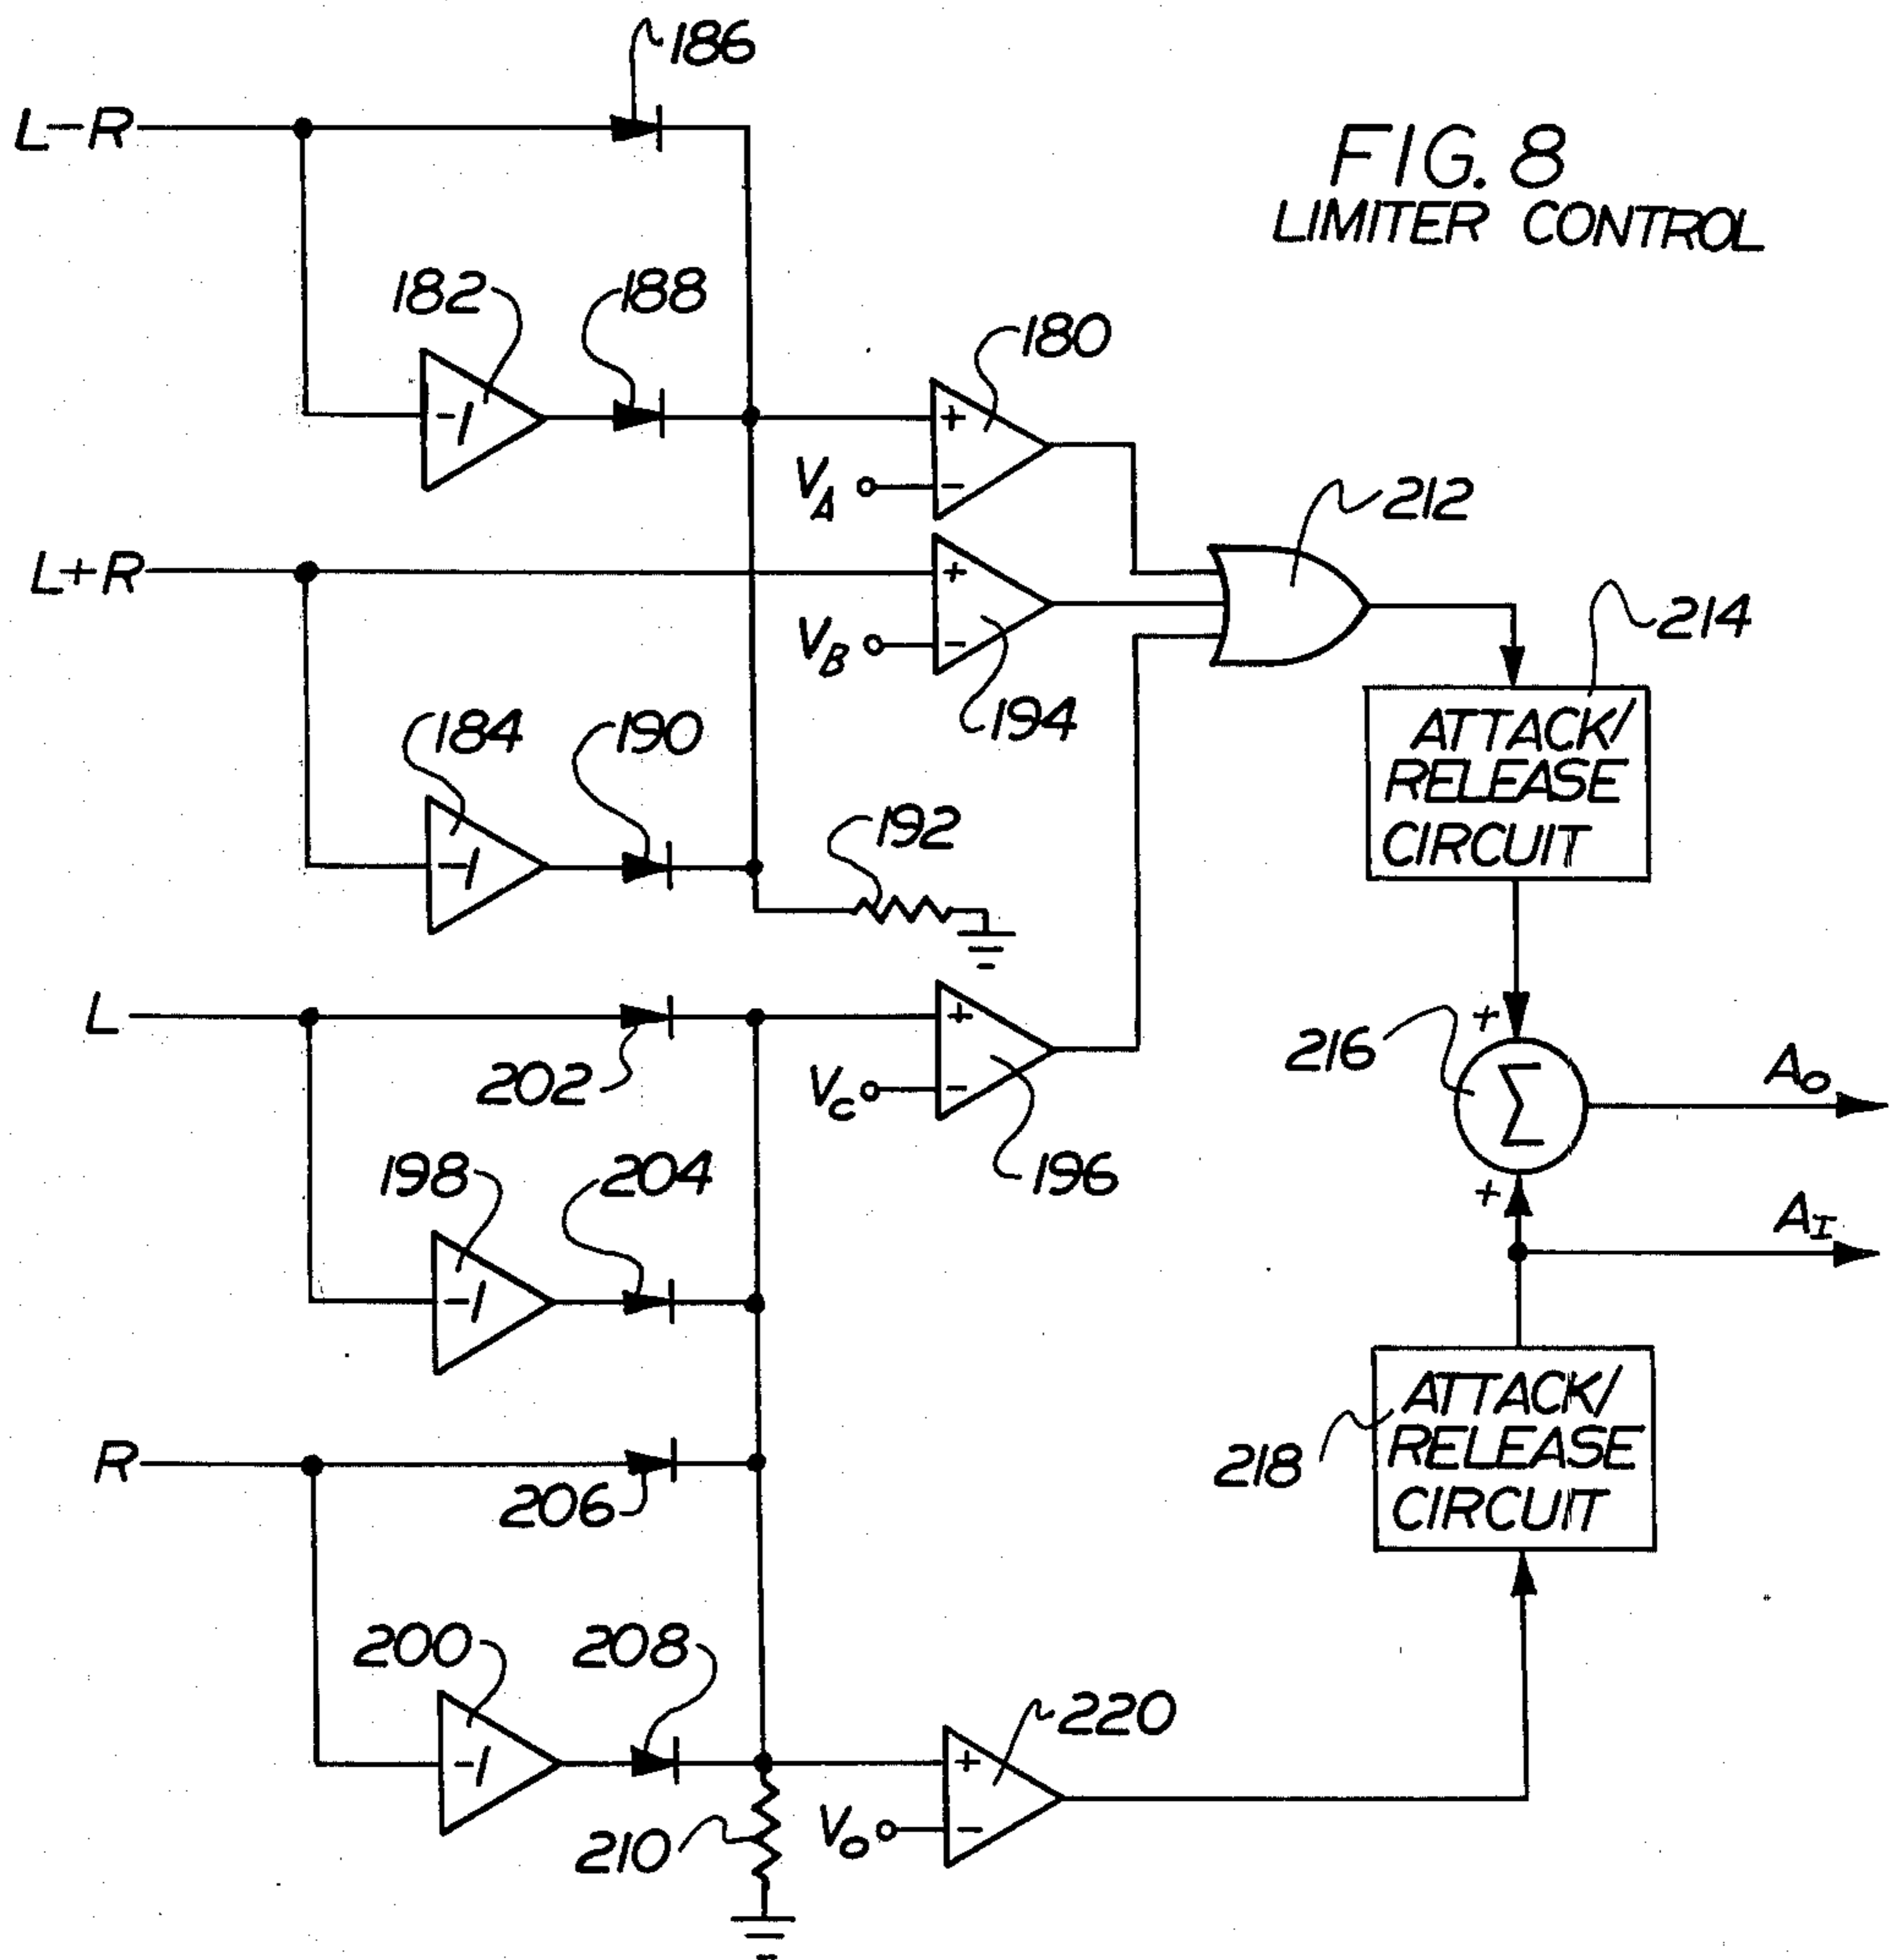 186
L-R
FIG. 8
LIMITER CONTROL
182
188
180
-1
+
VA
-
212
L+R
+
VB
-
214
194
ATTACK/
RELEASE
CIRCUIT
184
190
192
-1
L
+
+
216
202
VC
-
Σ
AO
198
204
196
+
AI
-1
ATTACK/
RELEASE
CIRCUIT
218
R
206
200
208
220
-1
+
210
VO
-